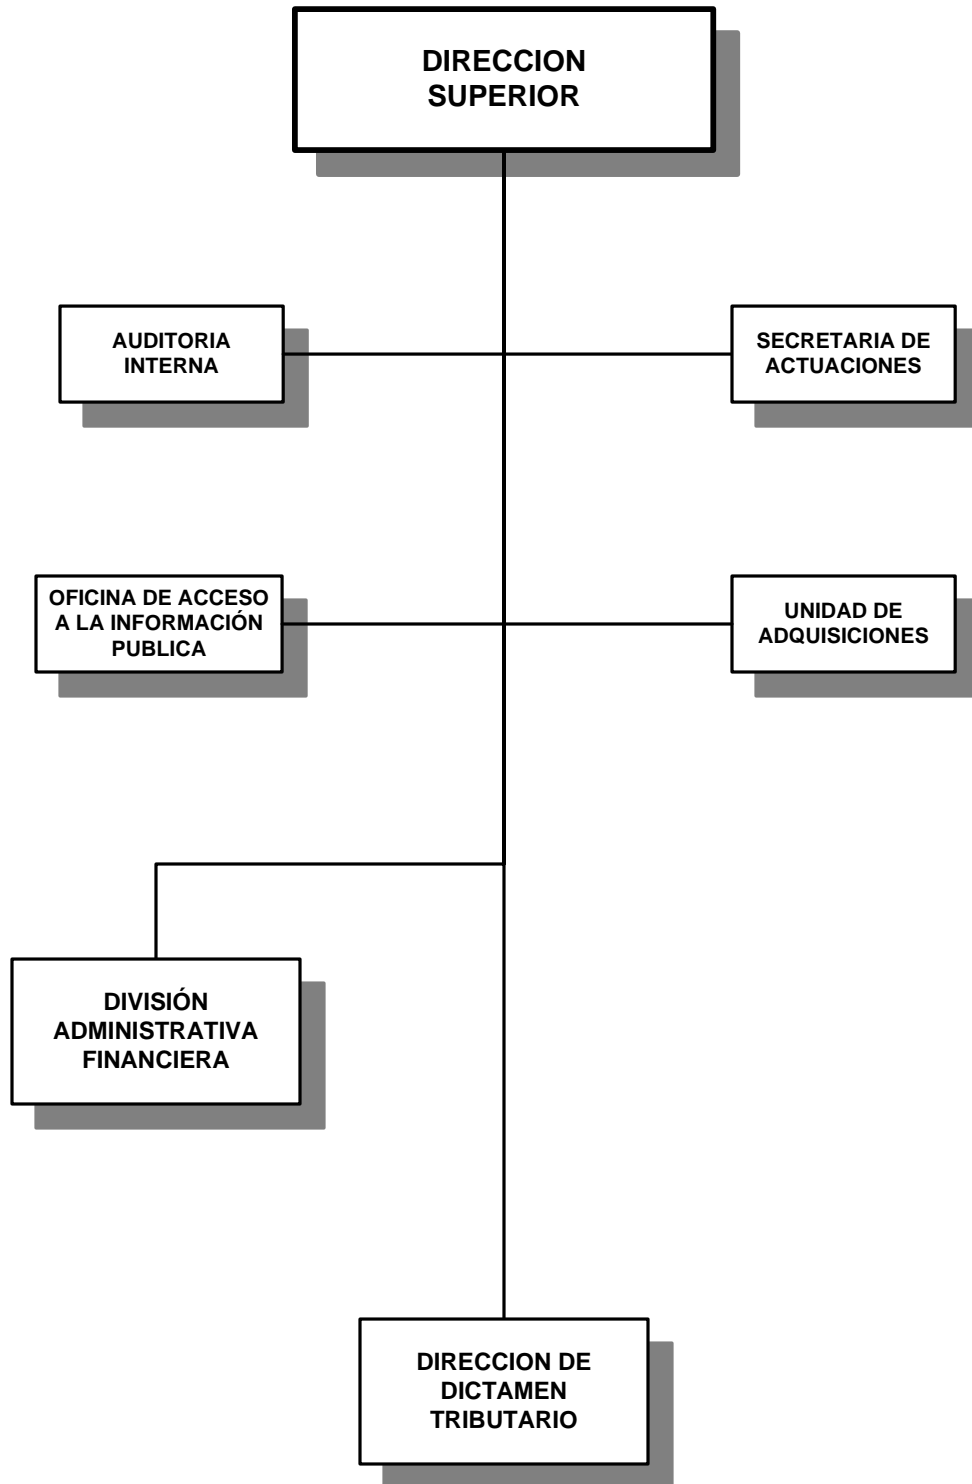 DIRECCION
SUPERIOR
AUDITORIA
INTERNA
SECRETARIA DE
ACTUACIONES
OFICINA DE ACCESO
A LA INFORMACIÓN
PUBLICA
UNIDAD DE
ADQUISICIONES
DIVISIÓN
ADMINISTRATIVA
FINANCIERA
DIRECCION DE
DICTAMEN
TRIBUTARIO